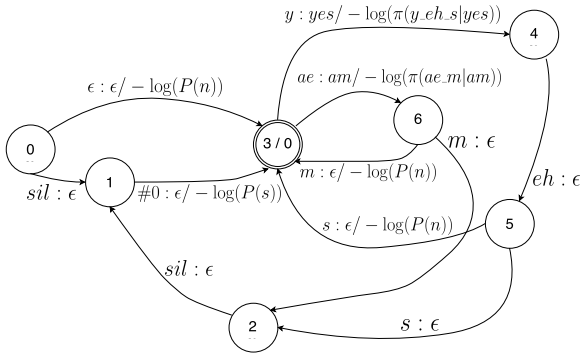 y : yes/ − log(π(y_eh_s|yes))
4
ϵ : ϵ/ − log(P(n))
ae : am/ − log(π(ae_m|am))
0
3 / 0
6
m : ϵ
m : ϵ/ − log(P(n))
sil : ϵ
1
#0 : ϵ/ − log(P(s))
eh : ϵ
s : ϵ/ − log(P(n))
5
sil : ϵ
2
s : ϵ